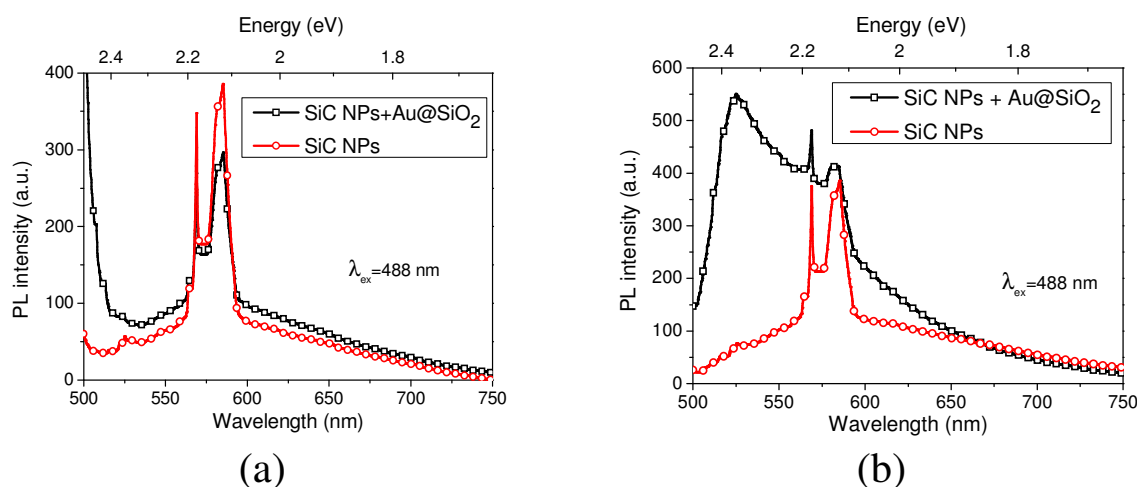 Energy (eV)
2.4 2.2 2 1.8
400
300
200
100
0
PL intensity (a.u.)
SiC NPs+Au@SiO₂
SiC NPs
λex=488 nm
500 550 600 650 700 750
Wavelength (nm)
(a)
Energy (eV)
2.4 2.2 2 1.8
600
500
400
300
200
100
0
PL intensity (a.u.)
SiC NPs + Au@SiO₂
SiC NPs
λex=488 nm
500 550 600 650 700 750
Wavelength (nm)
(b)